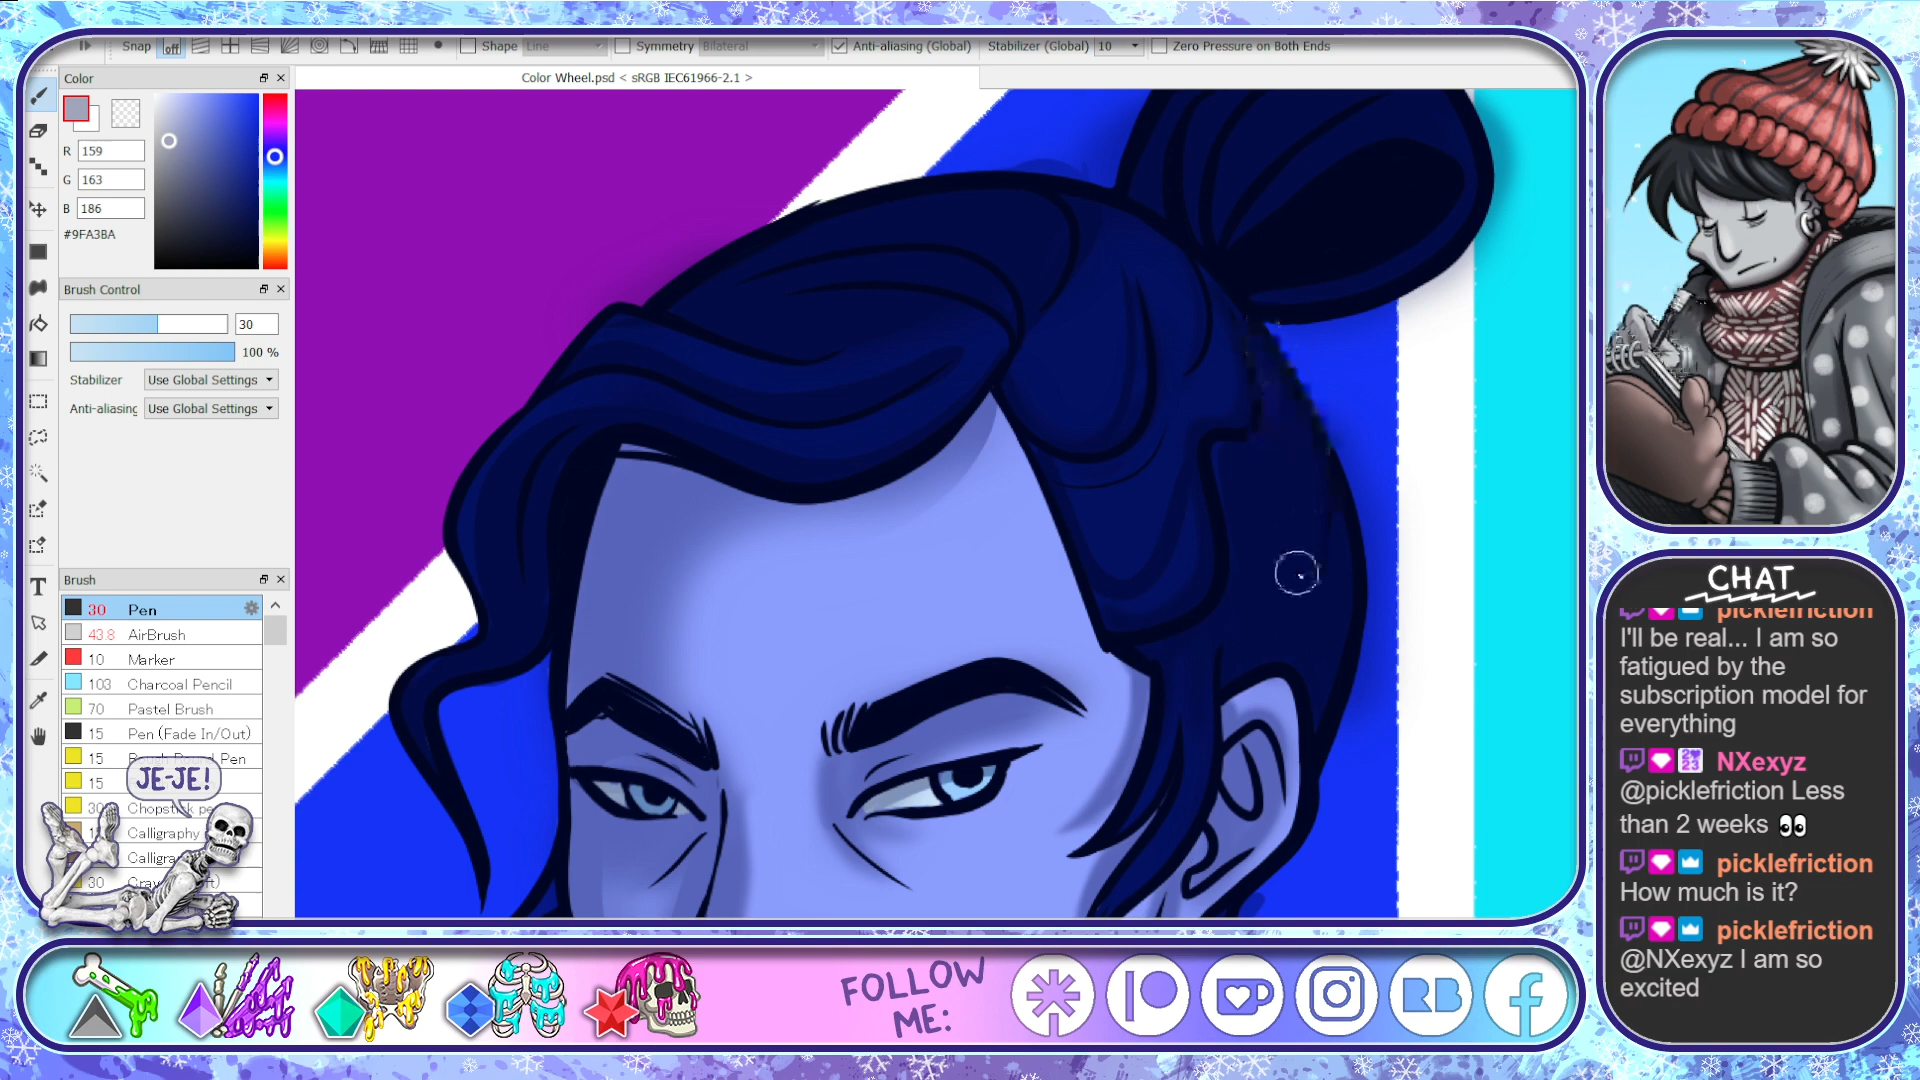 Snap off Shape Line Symmetry Bilateral Anti-aliasing (Global) Stabilizer (Global) 10 Zero Pressure on Both Ends
Color
Color Wheel.psd < sRGB IEC61966-2.1 >
R 159
G 163
B 186
#9FA3BA
Brush Control
30
100 %
Stabilizer Use Global Settings
Anti-aliasing Use Global Settings
Brush
30 Pen
43.8 AirBrush
10 Marker
103 Charcoal Pencil
70 Pastel Brush
15 Pen (Fade In/Out)
15 Pen
15
JE-JE!
30 Chopstick
Calligraphy
30
T
FOLLOW
ME:
CHAT
picklefriction
I'll be real... I am so
fatigued by the
subscription model for
everything
NXexyz
@picklefriction Less
than 2 weeks 👀
picklefriction
How much is it?
picklefriction
@NXexyz I am so
excited